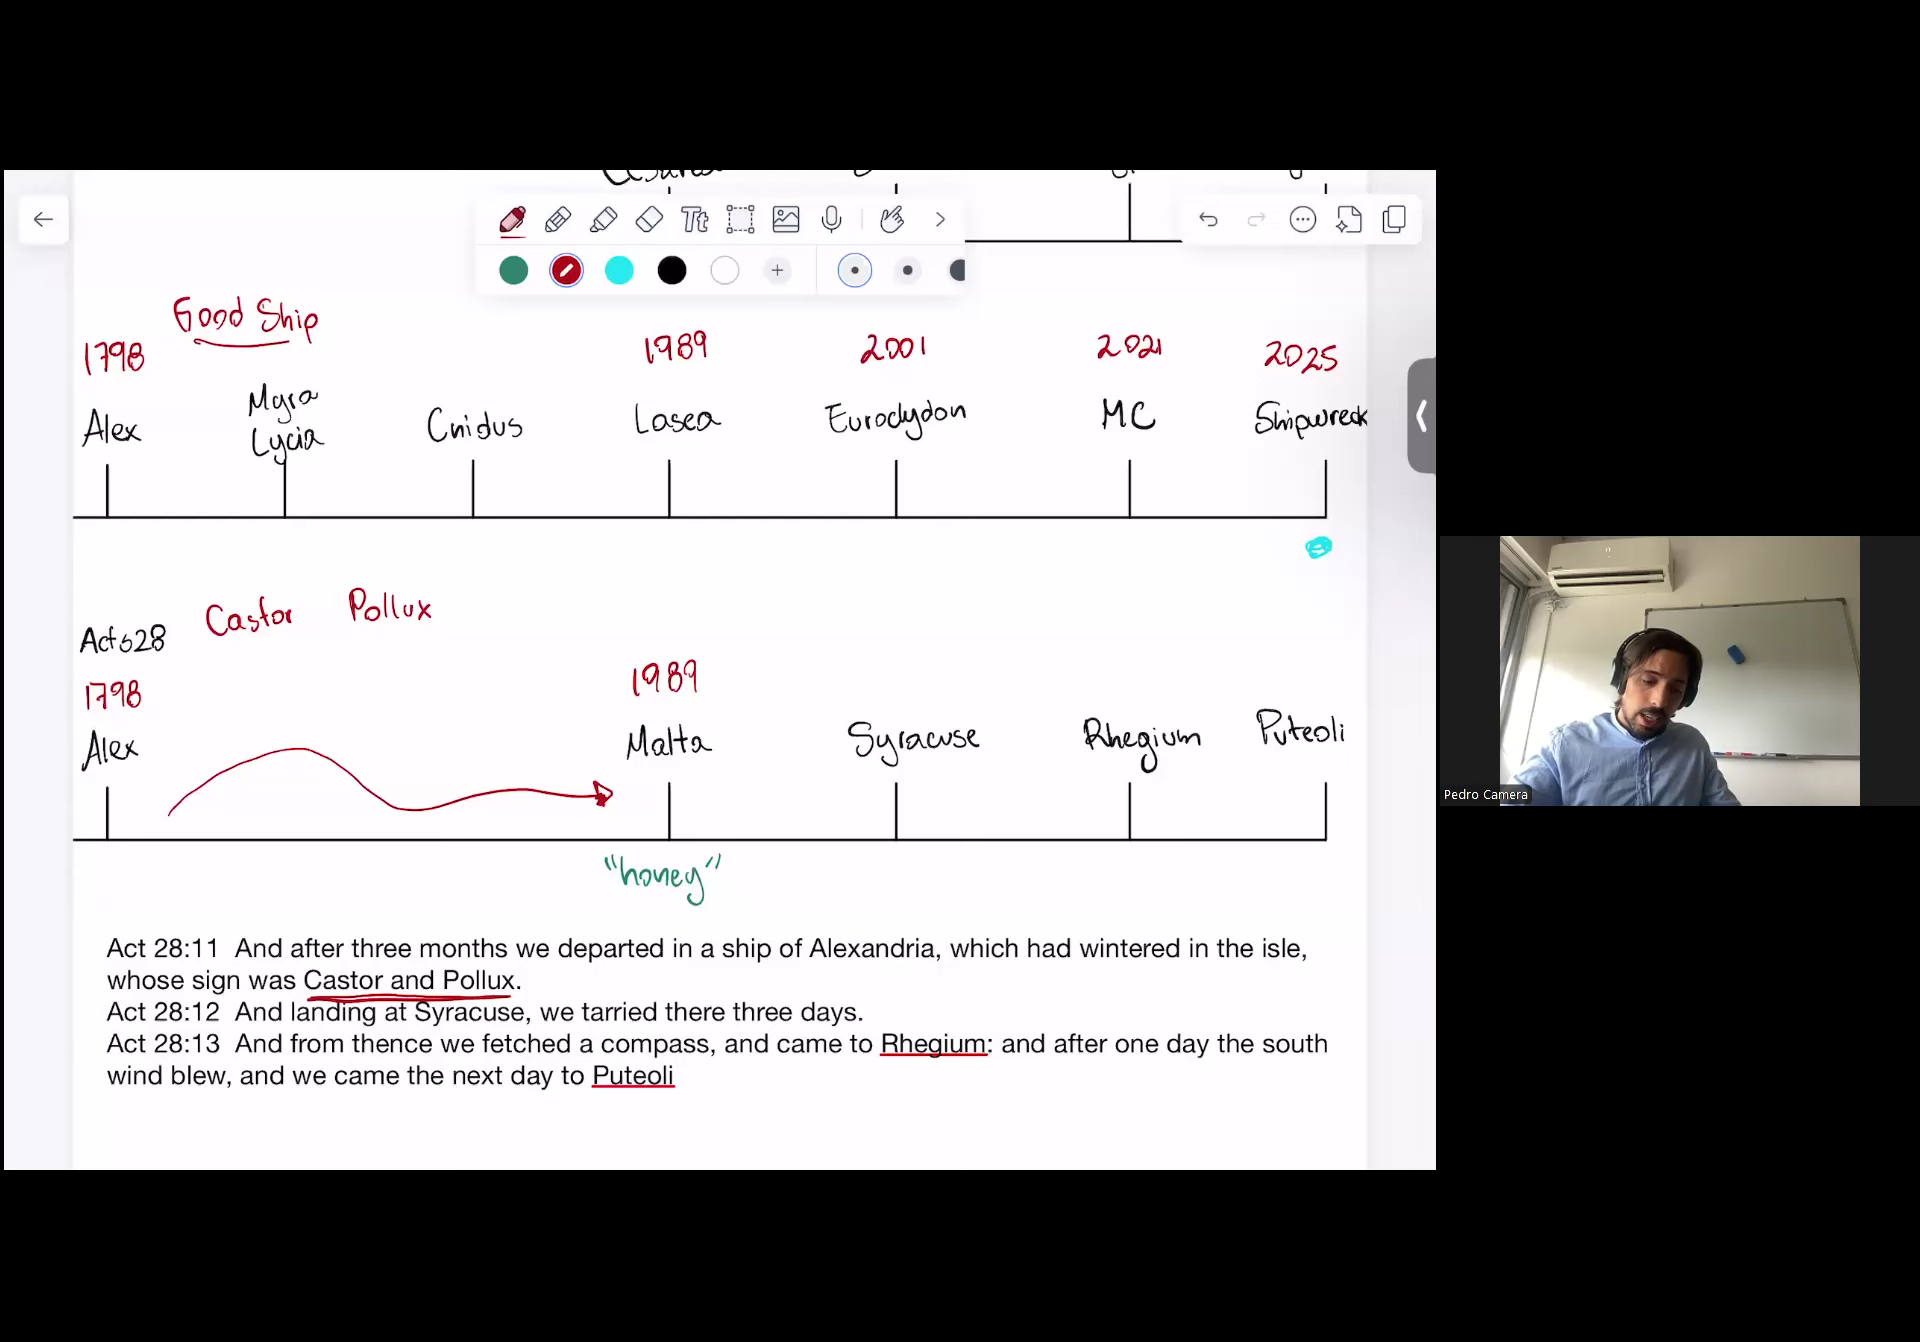 Tt
Good Ship
1798 1989 2001 2021 2025
Alex Myra Lycia Cnidus Lasea Euroclydon MC Shipwreck
Castor Pollux
Acts28
1798 1989
Alex Malta Syracuse Rhegium Puteoli
"honey"
Act 28:11 And after three months we departed in a ship of Alexandria, which had wintered in the isle,
whose sign was Castor and Pollux.
Act 28:12 And landing at Syracuse, we tarried there three days.
Act 28:13 And from thence we fetched a compass, and came to Rhegium: and after one day the south
wind blew, and we came the next day to Puteoli
Pedro Camera